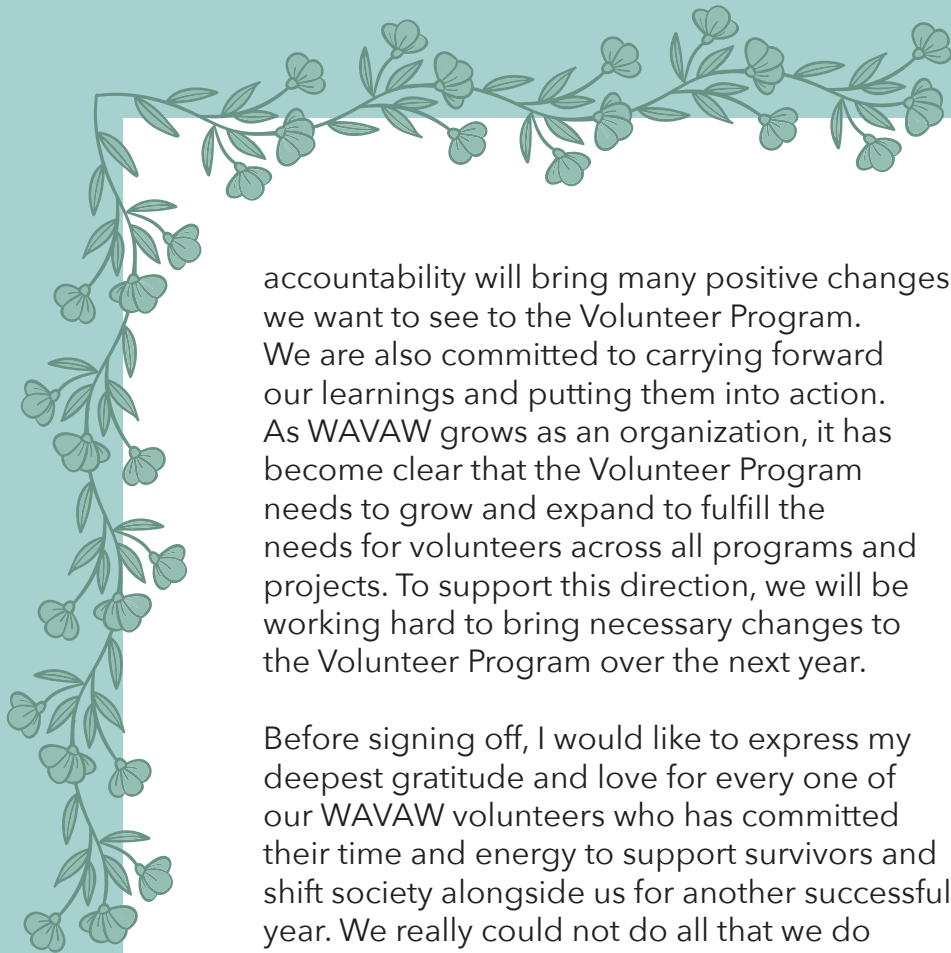 accountability will bring many positive changes
we want to see to the Volunteer Program.
We are also committed to carrying forward
our learnings and putting them into action.
As WAVAW grows as an organization, it has
become clear that the Volunteer Program
needs to grow and expand to fulfill the
needs for volunteers across all programs and
projects. To support this direction, we will be
working hard to bring necessary changes to
the Volunteer Program over the next year.
Before signing off, I would like to express my
deepest gratitude and love for every one of
our WAVAW volunteers who has committed
their time and energy to support survivors and
shift society alongside us for another successful
year. We really could not do all that we do